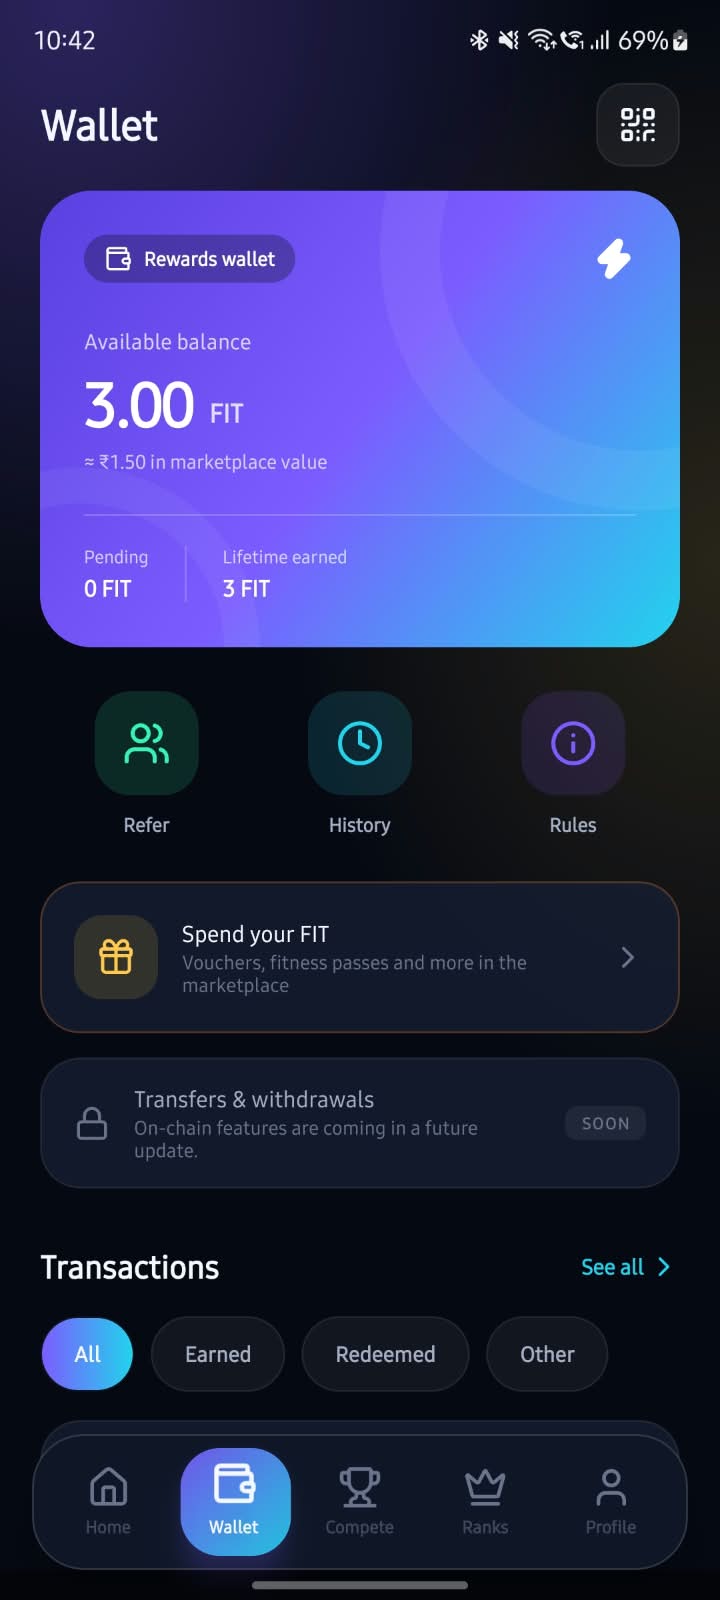 10:42
69%
Wallet
Rewards wallet
Available balance
3.00 FIT
≈ ₹1.50 in marketplace value
Pending
0 FIT
Lifetime earned
3 FIT
Refer
History
Rules
Spend your FIT
Vouchers, fitness passes and more in the
marketplace
Transfers & withdrawals
On-chain features are coming in a future
update.
SOON
Transactions
See all
All
Earned
Redeemed
Other
Home
Wallet
Compete
Ranks
Profile